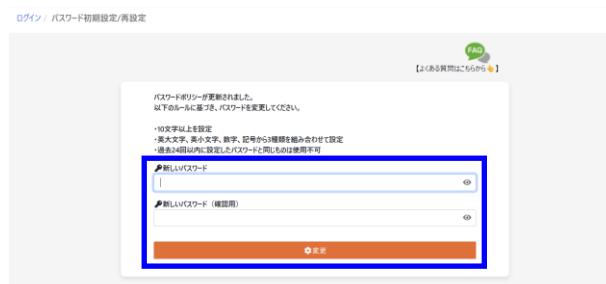 ログイン / パスワード初期設定/再設定
FAQ
【よくある質問はこちらから👆】
パスワードポリシーが更新されました。
以下のルールに基づき、パスワードを変更してください。
・10文字以上を設定
・英大文字、英小文字、数字、記号から3種類を組み合わせて設定
・過去24回以内に設定したパスワードと同じものは使用不可
新しいパスワード
新しいパスワード（確認用）
変更